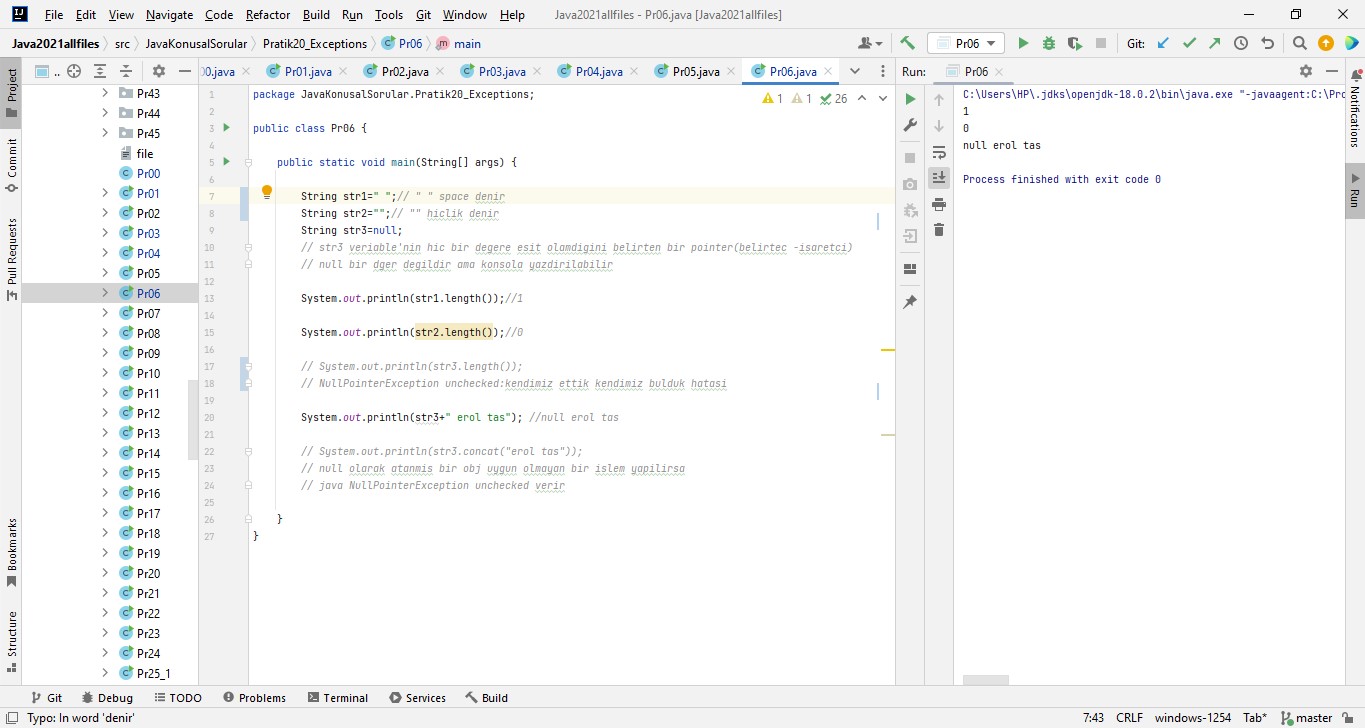 File Edit View Navigate Code Refactor Build Run Tools Git Window Help Java2021allfiles - Pr06.java [Java2021allfiles]
Java2021allfiles src JavaKonusalSorular Pratik20_Exceptions Pr06 main Pr06 Git:
Project
Commit
Pull Requests
Bookmarks
Structure
..
Pr43
Pr44
Pr45
file
Pr00
Pr01
Pr02
Pr03
Pr04
Pr05
Pr06
Pr07
Pr08
Pr09
Pr10
Pr11
Pr12
Pr13
Pr14
Pr15
Pr16
Pr17
Pr18
Pr19
Pr20
Pr21
Pr22
Pr23
Pr24
Pr25_1
00.java Pr01.java Pr02.java Pr03.java Pr04.java Pr05.java Pr06.java
1 package JavaKonusalSorular.Pratik20_Exceptions; 1 1 26
2
3 public class Pr06 {
4
5 public static void main(String[] args) {
6
7 String str1=" ";// " " space denir
8 String str2="";// "" hiclik denir
9 String str3=null;
10 // str3 veriable'nin hic bir degere esit olamdigini belirten bir pointer(belirtec -isaretci)
11 // null bir dger degildir ama konsola yazdirilabilir
12
13 System.out.println(str1.length());//1
14
15 System.out.println(str2.length());//0
16
17 // System.out.println(str3.length());
18 // NullPointerException unchecked:kendimiz ettik kendimiz bulduk hatasi
19
20 System.out.println(str3+" erol tas"); //null erol tas
21
22 // System.out.println(str3.concat("erol tas"));
23 // null olarak atanmis bir obj uygun olmayan bir islem yapilirsa
24 // java NullPointerException unchecked verir
25
26 }
27 }
Run: Pr06
C:\Users\HP\.jdks\openjdk-18.0.2\bin\java.exe "-javaagent:C:\Pro
1
0
null erol tas
Process finished with exit code 0
Notifications
Run
Git Debug TODO Problems Terminal Services Build
Typo: In word 'denir' 7:43 CRLF windows-1254 Tab* master